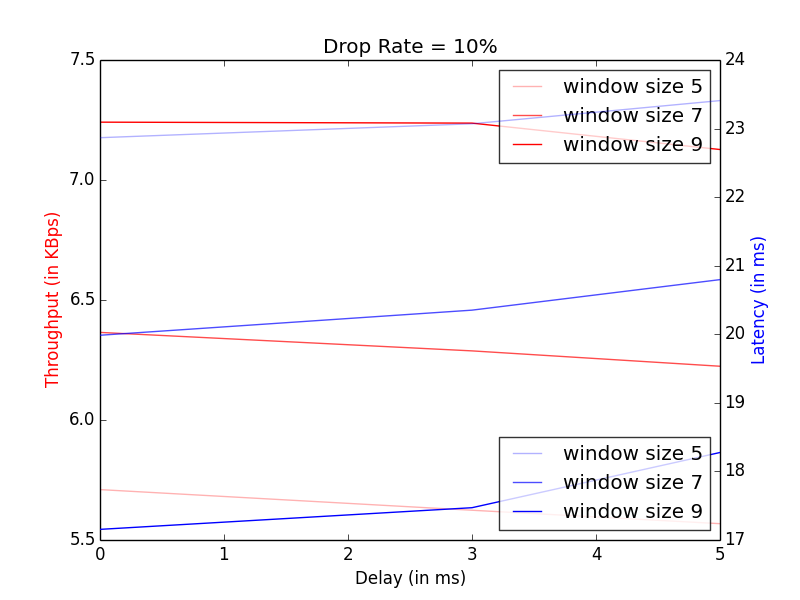 Drop Rate = 10%
7.5
7.0
6.5
6.0
5.5
Throughput (in KBps)
window size 5
window size 7
window size 9
24
23
22
21
20
19
18
17
Latency (in ms)
window size 5
window size 7
window size 9
0 1 2 3 4 5
Delay (in ms)